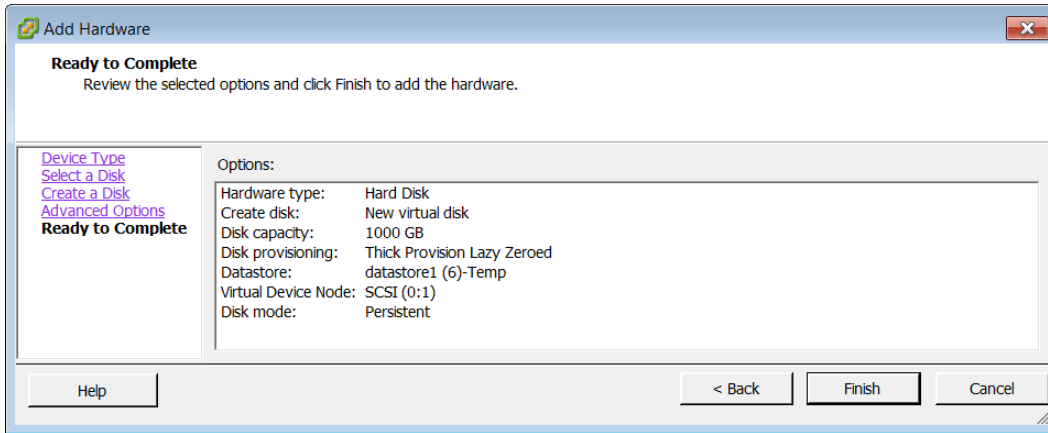 Add Hardware
Ready to Complete
Review the selected options and click Finish to add the hardware.
Device Type
Select a Disk
Create a Disk
Advanced Options
Ready to Complete
Options:
Hardware type: Hard Disk
Create disk: New virtual disk
Disk capacity: 1000 GB
Disk provisioning: Thick Provision Lazy Zeroed
Datastore: datastore1 (6)-Temp
Virtual Device Node: SCSI (0:1)
Disk mode: Persistent
Help
< Back
Finish
Cancel